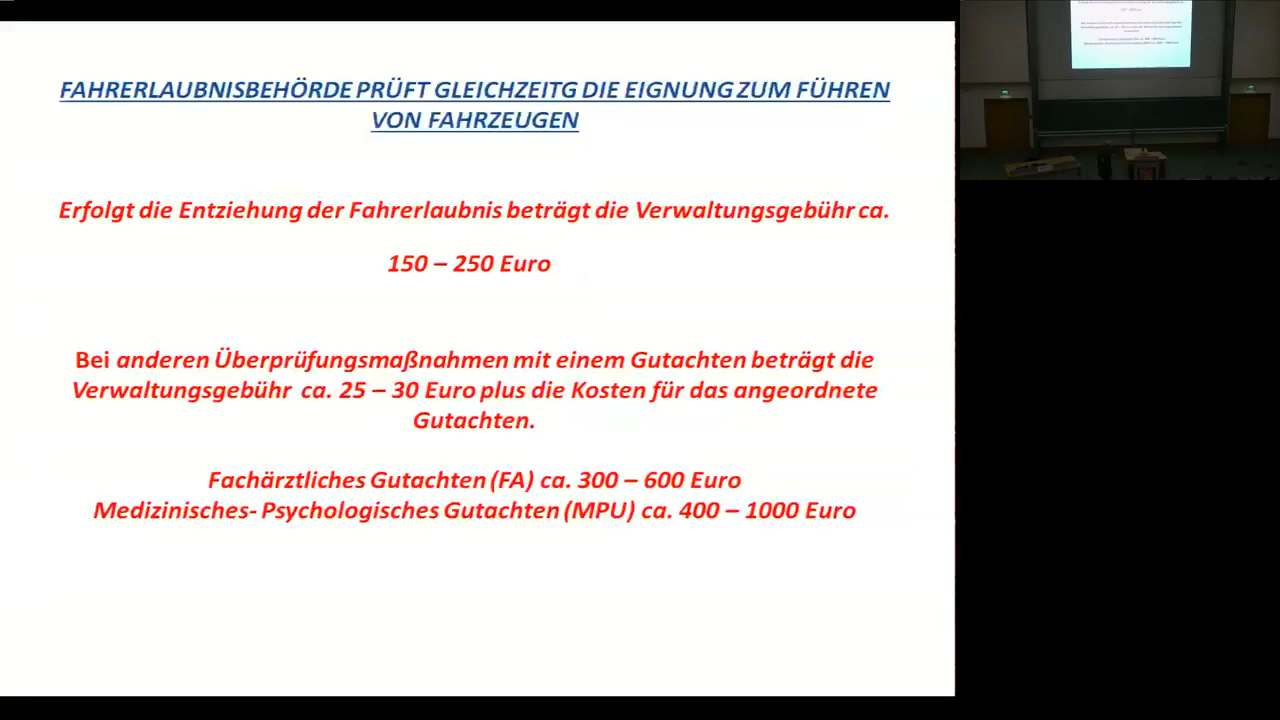 FAHRERLAUBNISBEHÖRDE PRÜFT GLEICHZEITG DIE EIGNUNG ZUM FÜHREN
VON FAHRZEUGEN
Erfolgt die Entziehung der Fahrerlaubnis beträgt die Verwaltungsgebühr ca.
150 – 250 Euro
Bei anderen Überprüfungsmaßnahmen mit einem Gutachten beträgt die
Verwaltungsgebühr ca. 25 – 30 Euro plus die Kosten für das angeordnete
Gutachten.
Fachärztliches Gutachten (FA) ca. 300 – 600 Euro
Medizinisches- Psychologisches Gutachten (MPU) ca. 400 – 1000 Euro